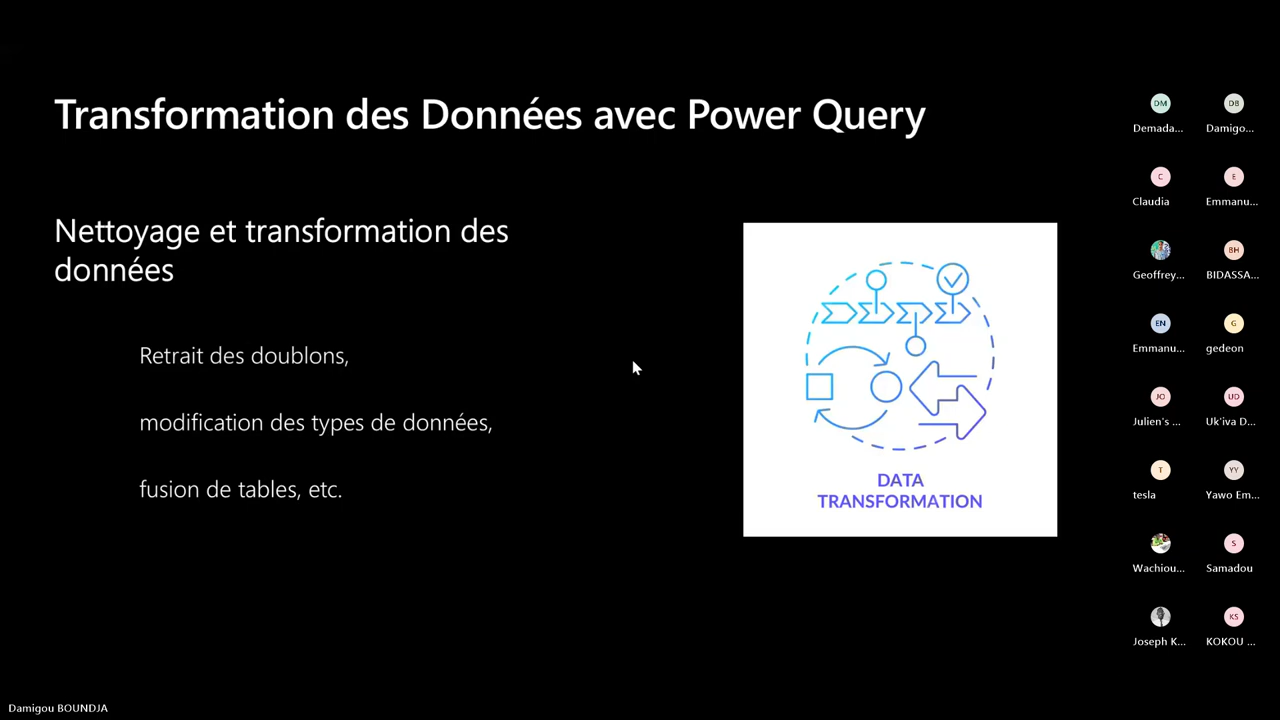 Transformation des Données avec Power Query
Nettoyage et transformation des
données
Retrait des doublons,
modification des types de données,
fusion de tables, etc.
DATA
TRANSFORMATION
DM
DB
Demada...
Damigo...
C
E
Claudia
Emmanu...
BH
Geoffrey...
BIDASSA...
EN
G
Emmanu...
gedeon
JO
UD
Julien's ...
Uk'iva D...
T
YY
tesla
Yawo Em...
S
Wachiou...
Samadou
KS
Joseph K...
KOKOU ...
Damigou BOUNDJA